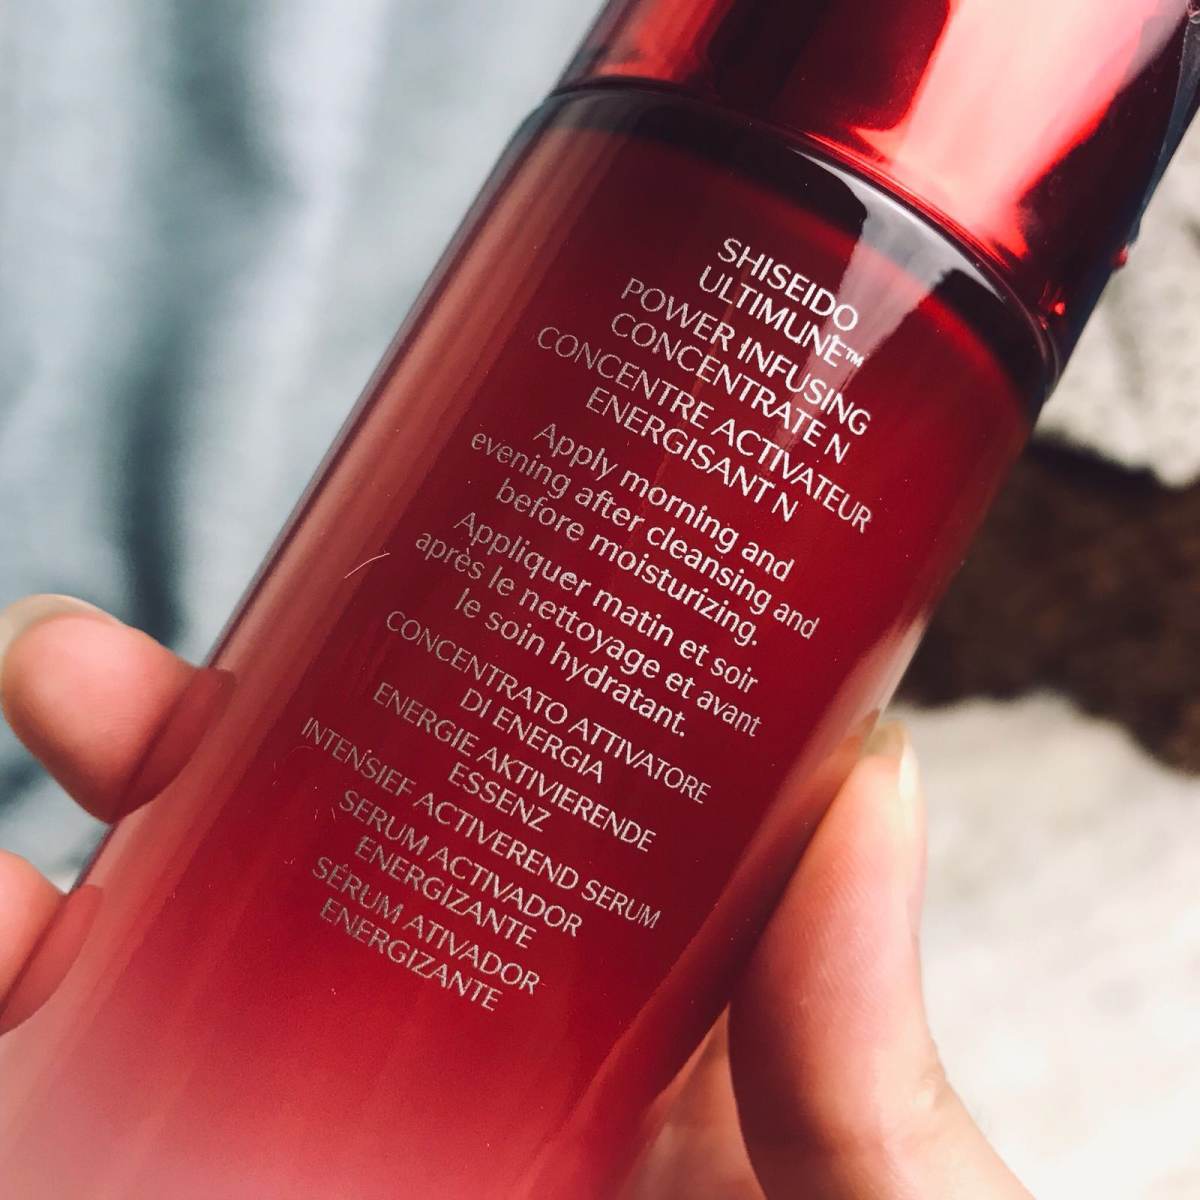 SHISEIDO
ULTIMUNE™
POWER INFUSING
CONCENTRATE N
CONCENTRE ACTIVATEUR
ENERGISANT N
Apply morning and
evening after cleansing and
before moisturizing.
Appliquer matin et soir
après le nettoyage et avant
le soin hydratant.
CONCENTRATO ATTIVATORE
DI ENERGIA
ENERGIE AKTIVIERENDE
ESSENZ
INTENSIEF ACTIVEREND SERUM
SERUM ACTIVADOR
ENERGIZANTE
SÉRUM ATIVADOR
ENERGIZANTE